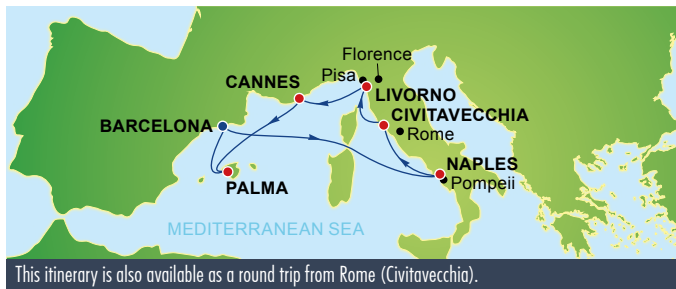 Florence
Pisa
CANNES
LIVORNO
CIVITAVECCHIA
BARCELONA
Rome
NAPLES
PALMA
Pompeii
MEDITERRANEAN SEA
This itinerary is also available as a round trip from Rome (Civitavecchia).